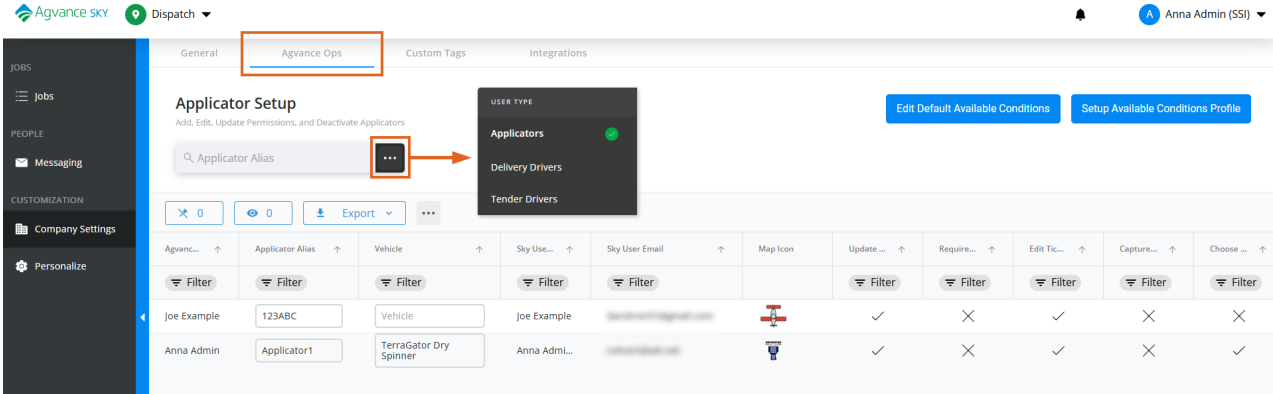 Agvance SKY
Dispatch
A
Anna Admin (SSI)
JOBS
Jobs
PEOPLE
Messaging
CUSTOMIZATION
Company Settings
Personalize
General
Agvance Ops
Custom Tags
Integrations
Applicator Setup
Add, Edit, Update Permissions, and Deactivate Applicators
Applicator Alias
...
USER TYPE
Applicators
Delivery Drivers
Tender Drivers
Edit Default Available Conditions
Setup Available Conditions Profile
0
0
Export
...
Agvanc...
Applicator Alias
Vehicle
Sky Use...
Sky User Email
Map Icon
Update ...
Require...
Edit Tic...
Capture...
Choose ...
Filter
Filter
Filter
Filter
Filter
Filter
Filter
Filter
Filter
Filter
Joe Example
123ABC
Vehicle
Joe Example
Anna Admin
Applicator1
TerraGator Dry
Spinner
Anna Admi...